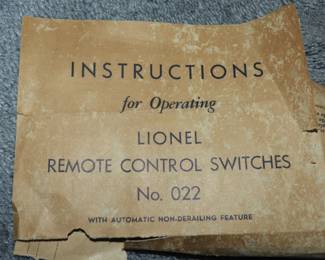 INSTRUCTIONS
for Operating
LIONEL
REMOTE CONTROL SWITCHES
No. 022
WITH AUTOMATIC NON-DERAILING FEATURE